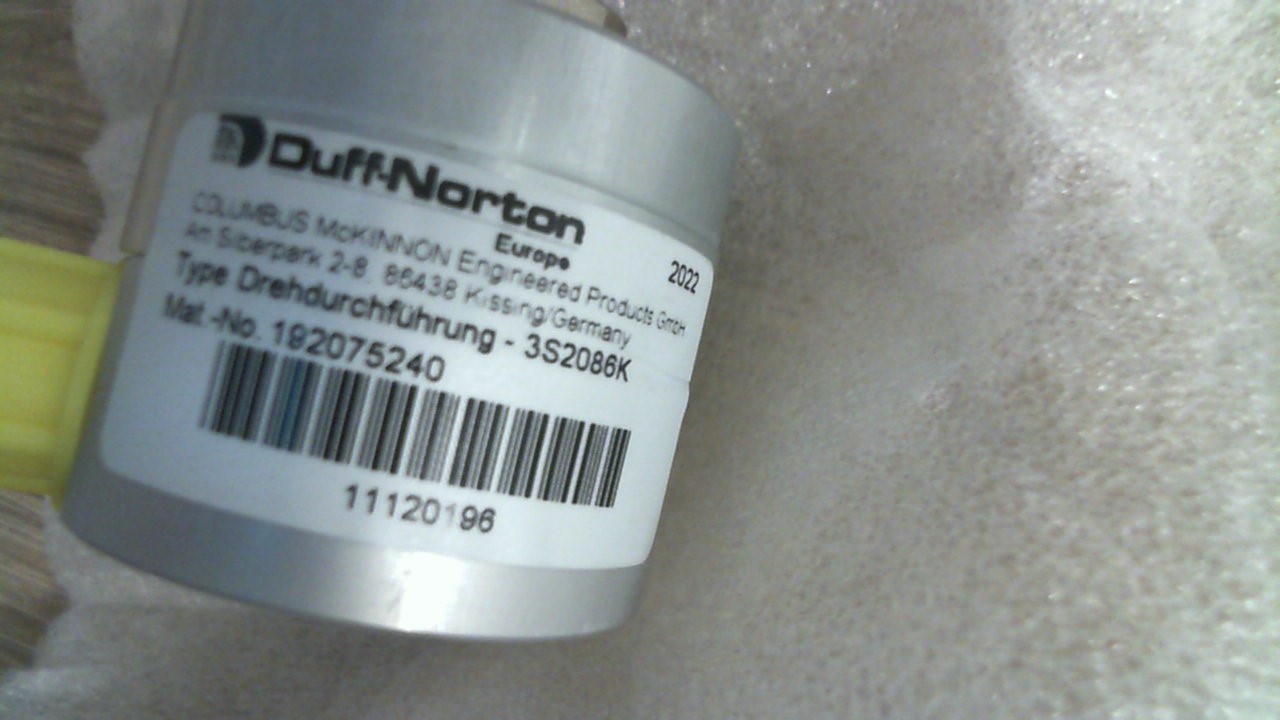 Duff-Norton
Europe
2022
COLUMBUS McKINNON Engineered Products GmbH
Am Silberpark 2-8, 86438 Kissing/Germany
Type Drehdurchführung - 3S2086K
Mat.-No. 192075240
11120196